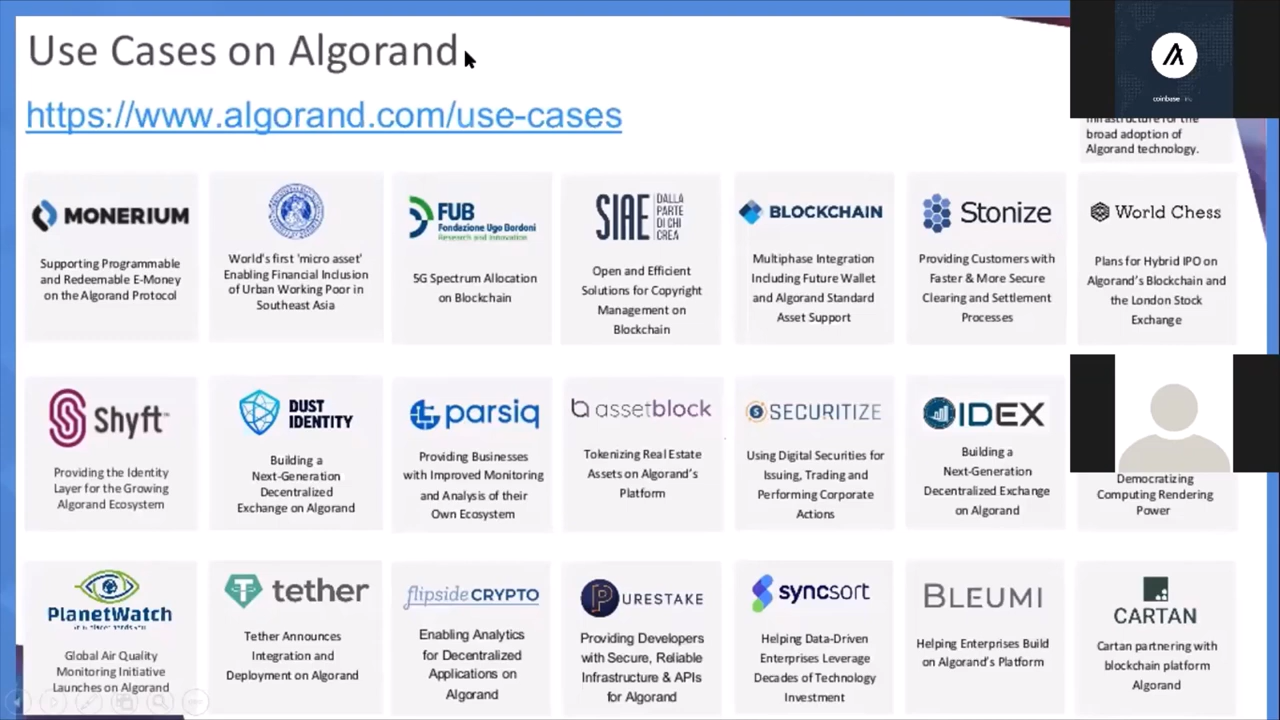 Use Cases on Algorand
https://www.algorand.com/use-cases
coinbase
infrastructure for the
broad adoption of
Algorand technology.
MONERIUM
Supporting Programmable
and Redeemable E-Money
on the Algorand Protocol
World's first 'micro asset'
Enabling Financial Inclusion
of Urban Working Poor in
Southeast Asia
FUB
Fondazione Ugo Bordoni
Research and Innovation
5G Spectrum Allocation
on Blockchain
SIAE
DALLA
PARTE
DI CHI
CREA
Open and Efficient
Solutions for Copyright
Management on
Blockchain
BLOCKCHAIN
Multiphase Integration
Including Future Wallet
and Algorand Standard
Asset Support
Stonize
Providing Customers with
Faster & More Secure
Clearing and Settlement
Processes
World Chess
Plans for Hybrid IPO on
Algorand's Blockchain and
the London Stock
Exchange
Shyft™
Providing the Identity
Layer for the Growing
Algorand Ecosystem
DUST
IDENTITY
Building a
Next-Generation
Decentralized
Exchange on Algorand
parsiq
Providing Businesses
with Improved Monitoring
and Analysis of their
Own Ecosystem
assetblock
Tokenizing Real Estate
Assets on Algorand's
Platform
SECURITIZE
Using Digital Securities for
Issuing, Trading and
Performing Corporate
Actions
IDEX
Building a
Next-Generation
Decentralized Exchange
on Algorand
Democratizing
Computing Rendering
Power
PlanetWatch
Global Air Quality
Monitoring Initiative
Launches on Algorand
tether
Tether Announces
Integration and
Deployment on Algorand
flipside CRYPTO
Enabling Analytics
for Decentralized
Applications on
Algorand
PURESTAKE
Providing Developers
with Secure, Reliable
Infrastructure & APIs
for Algorand
syncsort
Helping Data-Driven
Enterprises Leverage
Decades of Technology
Investment
BLEUMI
Helping Enterprises Build
on Algorand's Platform
CARTAN
Cartan partnering with
blockchain platform
Algorand